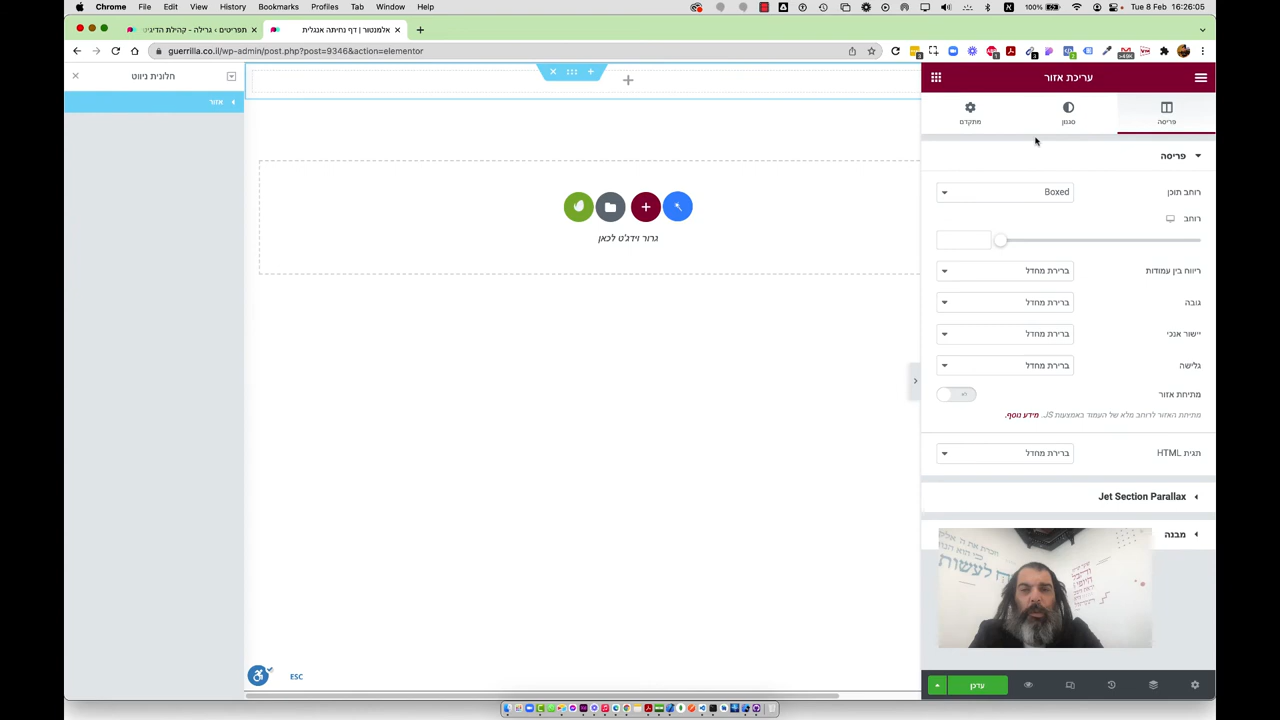 Chrome File Edit View History Bookmarks Profiles Tab Window Help
100% Tue 8 Feb 16:26:05
תפריטים ‹ גרילה - קהילת הדיגיט
אלמנטור | דף נחיתה אנגלית
guerrilla.co.il/wp-admin/post.php?post=9346&action=elementor
חלונית ניווט
אזור
עריכת אזור
פריסה
סגנון
מתקדם
פריסה
רוחב תוכן
Boxed
רוחב
ריווח בין עמודות
ברירת מחדל
גובה
ברירת מחדל
יישור אנכי
ברירת מחדל
גלישה
ברירת מחדל
מתיחת אזור
לא
מתיחת האזור לרוחב מלא של העמוד באמצעות JS.. מידע נוסף.
תגית HTML
ברירת מחדל
Jet Section Parallax
מבנה
גרור וידג'ט לכאן
ESC
עדכן